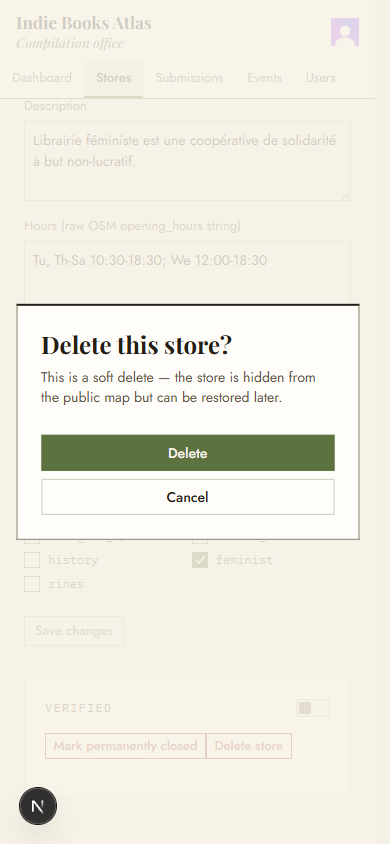 Indie Books Atlas
Compilation office
Dashboard Stores Submissions Events Users
Description
Librairie féministe est une coopérative de solidarité
à but non-lucratif.
Hours (raw OSM opening_hours string)
Tu, Th-Sa 10:30-18:30; We 12:00-18:30
Delete this store?
This is a soft delete — the store is hidden from
the public map but can be restored later.
Delete
Cancel
history feminist
zines
Save changes
VERIFIED
Mark permanently closed Delete store
N